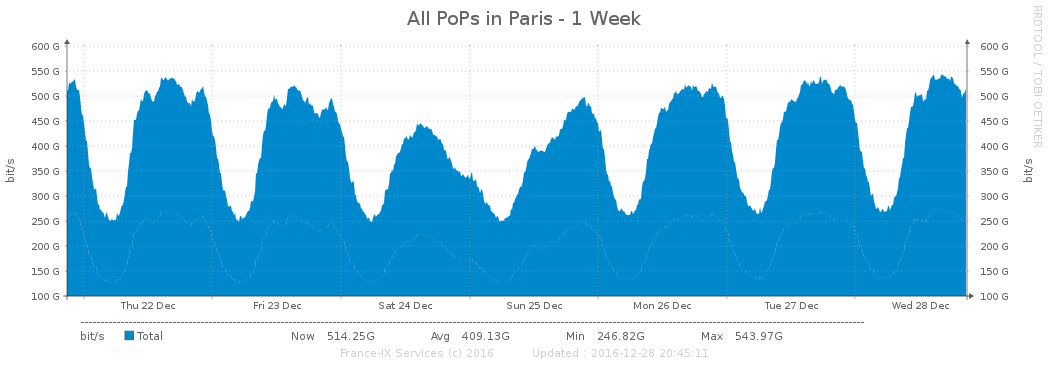 All PoPs in Paris - 1 Week
RRDTOOL / TOBI OETIKER
600 G 600 G
550 G 550 G
500 G 500 G
450 G 450 G
400 G 400 G
350 G 350 G
300 G 300 G
250 G 250 G
200 G 200 G
150 G 150 G
100 G 100 G
bit/s
bit/s
Thu 22 Dec Fri 23 Dec Sat 24 Dec Sun 25 Dec Mon 26 Dec Tue 27 Dec Wed 28 Dec
bit/s Total Now 514.25G Avg 409.13G Min 246.82G Max 543.97G
France-IX Services (c) 2016 Updated : 2016-12-28 20:45:11